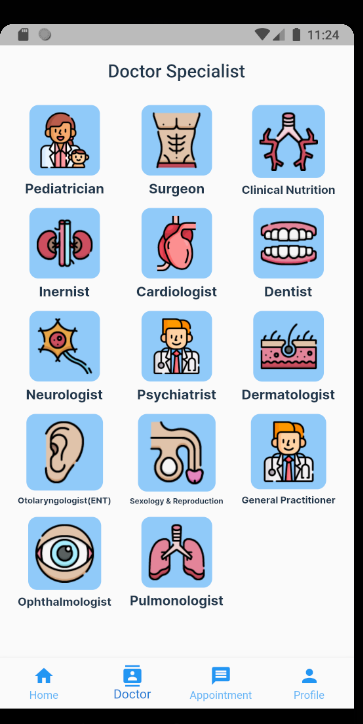 11:24
Doctor Specialist
Pediatrician Surgeon Clinical Nutrition
Inernist Cardiologist Dentist
Neurologist Psychiatrist Dermatologist
Otolaryngologist(ENT) Sexology & Reproduction General Practitioner
Ophthalmologist Pulmonologist
Home Doctor Appointment Profile